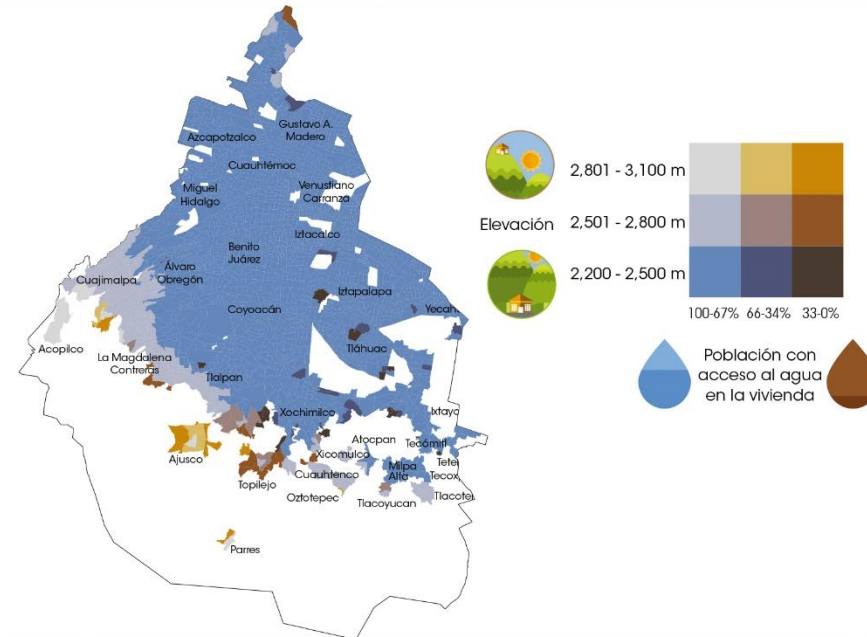 Azcapotzalco
Gustavo A.
Madero
Cuauhtémoc
Miguel
Hidalgo
Venustiano
Carranza
Iztacalco
Benito
Juárez
Álvaro
Obregón
Cuajimalpa
Iztapalapa
Coyoacán
Yecah
Acopilco
La Magdalena
Contreras
Tláhuac
Tlalpan
Xochimilco
Ixtayo
Atocpan
Tecómitl
Ajusco
Xicomulco
Milpa
Alta
Tete
Tecox
Topilejo
Cuauhtenco
Oztotepec
Tlacoyucan
Tlacote
Parres
2,801 - 3,100 m
Elevación
2,501 - 2,800 m
2,200 - 2,500 m
100-67%
66-34%
33-0%
Población con
acceso al agua
en la vivienda